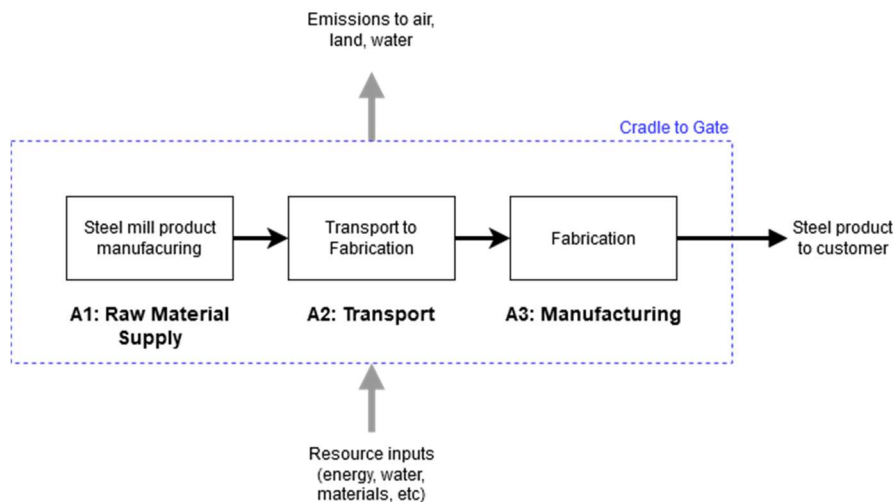 Emissions to air,
land, water
Cradle to Gate
Steel mill product
manufacuring
Transport to
Fabrication
Fabrication
Steel product
to customer
A1: Raw Material
Supply
A2: Transport
A3: Manufacturing
Resource inputs
(energy, water,
materials, etc)